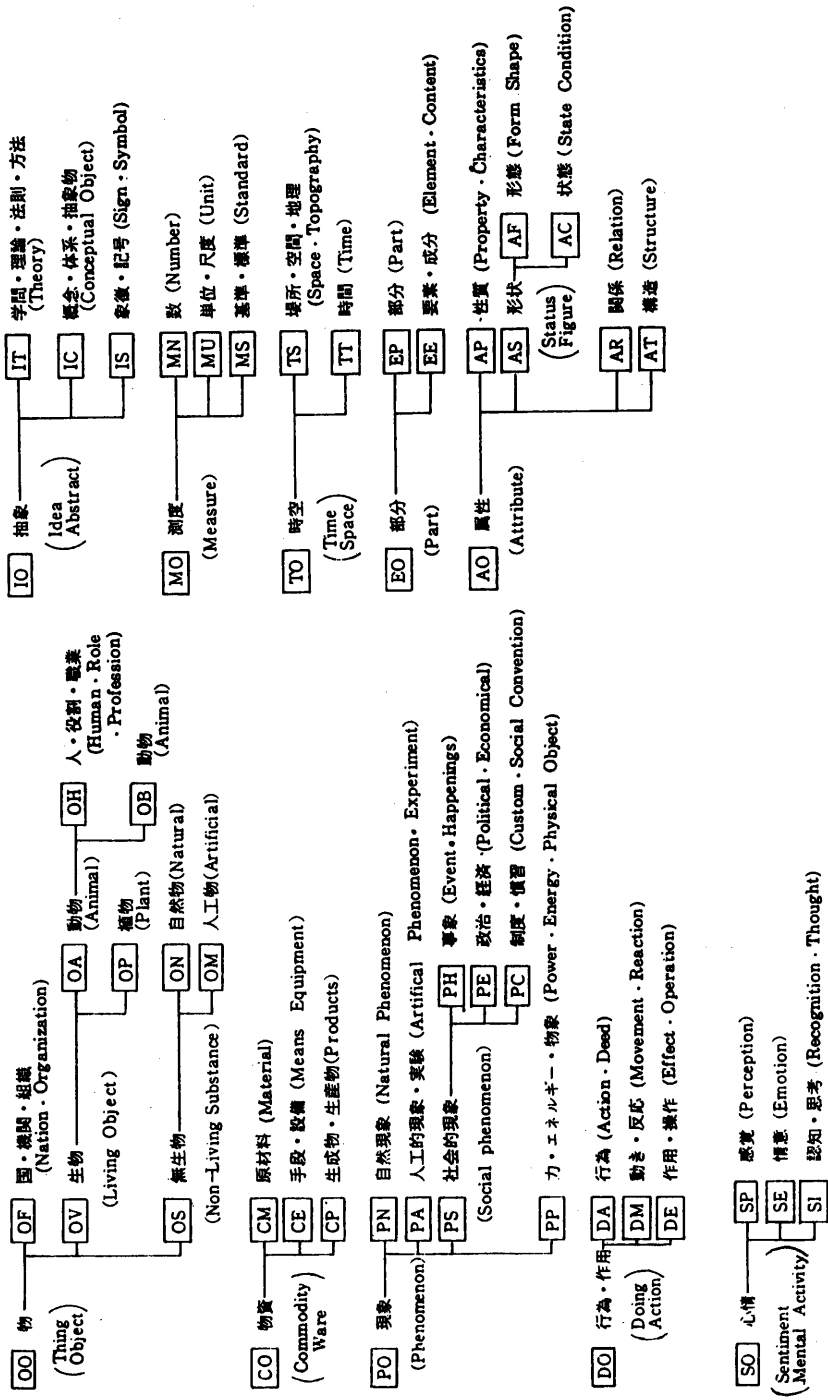 OO 物 (Thing Object)
OF 国・機関・組織
(Nation・Organization)
OV 生物
(Living Object)
OA 動物
(Animal)
OH 人・役割・職業
(Human・Role
・Profession)
OB 動物
(Animal)
OP 植物
(Plant)
OS 無生物
(Non-Living Substance)
ON 自然物(Natural)
OM 人工物(Artificial)
CO 物資
(Commodity
Ware)
CM 原材料 (Material)
CE 手段・設備 (Means Equipment)
CP 生成物・生産物(Products)
PO 現象
(Phenomenon)
PN 自然現象 (Natural Phenomenon)
PA 人工的現象・実験 (Artifical Phenomenon・Experiment)
PS 社会的現象
(Social phenomenon)
PH 事象 (Event・Happenings)
PE 政治・経済・(Political・Economical)
PC 制度・慣習 (Custom・Social Convention)
PP 力・エネルギー・物象 (Power・Energy・Physical Object)
DO 行為・作用
(Doing
Action)
DA 行為 (Action・Deed)
DM 動き・反応 (Movement・Reaction)
DE 作用・操作 (Effect・Operation)
SO 心情
(Sentiment
Mental Activity)
SP 感覚 (Perception)
SE 情意 (Emotion)
SI 認知・思考 (Recognition・Thought)
IO 抽象
(Idea
Abstract)
IT 学問・理論・法則・方法
(Theory)
IC 概念・体系・抽象物
(Conceptual Object)
IS 象徴・記号 (Sign・Symbol)
MO 測度
(Measure)
MN 数 (Number)
MU 単位・尺度 (Unit)
MS 基準・標準 (Standard)
TO 時空
(Time
Space)
TS 場所・空間・地理
(Space・Topography)
TT 時間 (Time)
EO 部分
(Part)
EP 部分 (Part)
EE 要素・成分 (Element・Content)
AO 属性
(Attribute)
AP ・性質 (Property・Characteristics)
AS 形状
(Status
Figure)
AF 形態 (Form Shape)
AC 状態 (State Condition)
AR 関係 (Relation)
AT 構造 (Structure)